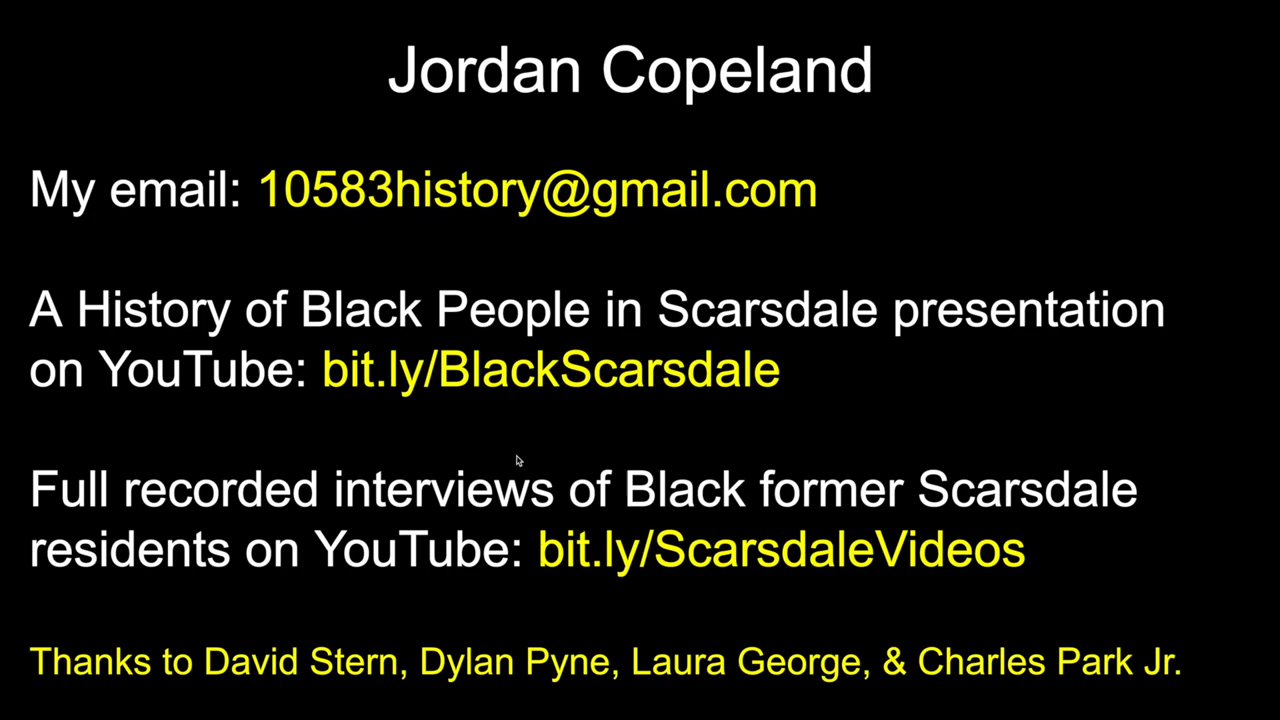 Jordan Copeland
My email: 10583history@gmail.com
A History of Black People in Scarsdale presentation
on YouTube: bit.ly/BlackScarsdale
Full recorded interviews of Black former Scarsdale
residents on YouTube: bit.ly/ScarsdaleVideos
Thanks to David Stern, Dylan Pyne, Laura George, & Charles Park Jr.